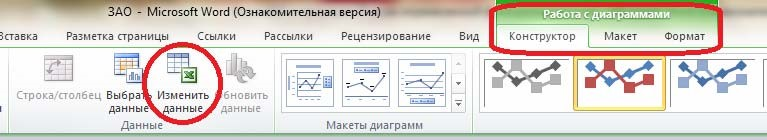 ЗАО - Microsoft Word (Ознакомительная версия)
Работа с диаграммами
Разметка страницы Ссылки Рассылки Рецензирование Вид Конструктор Макет Формат
Строка/столбец Выбрать данные Изменить данные Обновить данные
Данные Макеты диаграмм